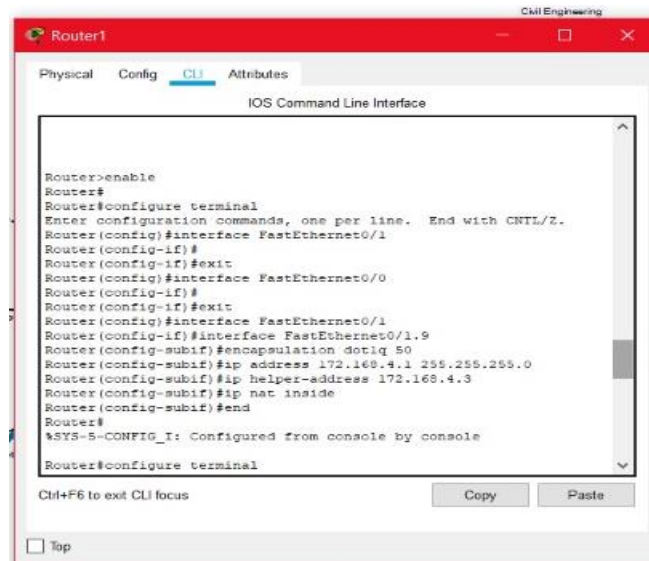 Civil Engineering
Router1
Physical Config CLI Attributes
IOS Command Line Interface
Router>enable
Router#
Router#configure terminal
Enter configuration commands, one per line. End with CNTL/Z.
Router(config)#interface FastEthernet0/1
Router(config-if)#
Router(config-if)#exit
Router(config)#interface FastEthernet0/0
Router(config-if)#
Router(config-if)#exit
Router(config)#interface FastEthernet0/1
Router(config-if)#interface FastEthernet0/1.9
Router(config-subif)#encapsulation dot1q 50
Router(config-subif)#ip address 172.168.4.1 255.255.255.0
Router(config-subif)#ip helper-address 172.168.4.3
Router(config-subif)#ip nat inside
Router(config-subif)#end
Router#
%SYS-5-CONFIG_I: Configured from console by console
Router#configure terminal
Ctrl+F6 to exit CLI focus
Copy Paste
Top